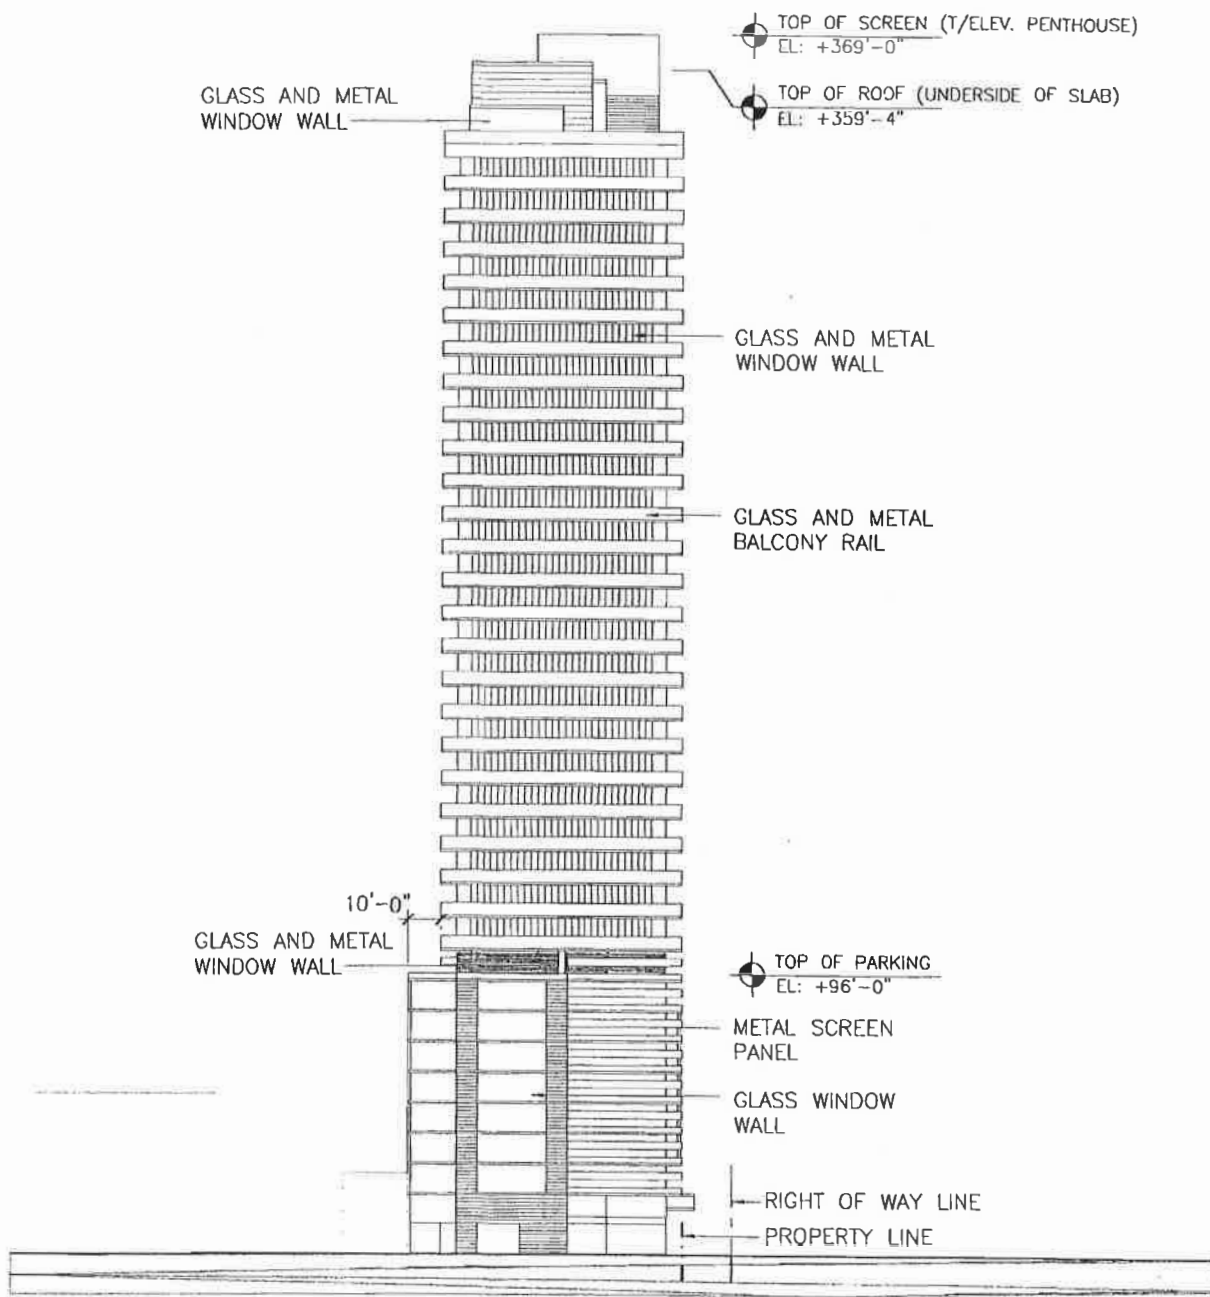 TOP OF SCREEN (T/ELEV. PENTHOUSE)
EL: +369'-0"
GLASS AND METAL
WINDOW WALL
TOP OF ROOF (UNDERSIDE OF SLAB)
EL: +359'-4"
GLASS AND METAL
WINDOW WALL
GLASS AND METAL
BALCONY RAIL
10'-0"
GLASS AND METAL
WINDOW WALL
TOP OF PARKING
EL: +96'-0"
METAL SCREEN
PANEL
GLASS WINDOW
WALL
RIGHT OF WAY LINE
PROPERTY LINE